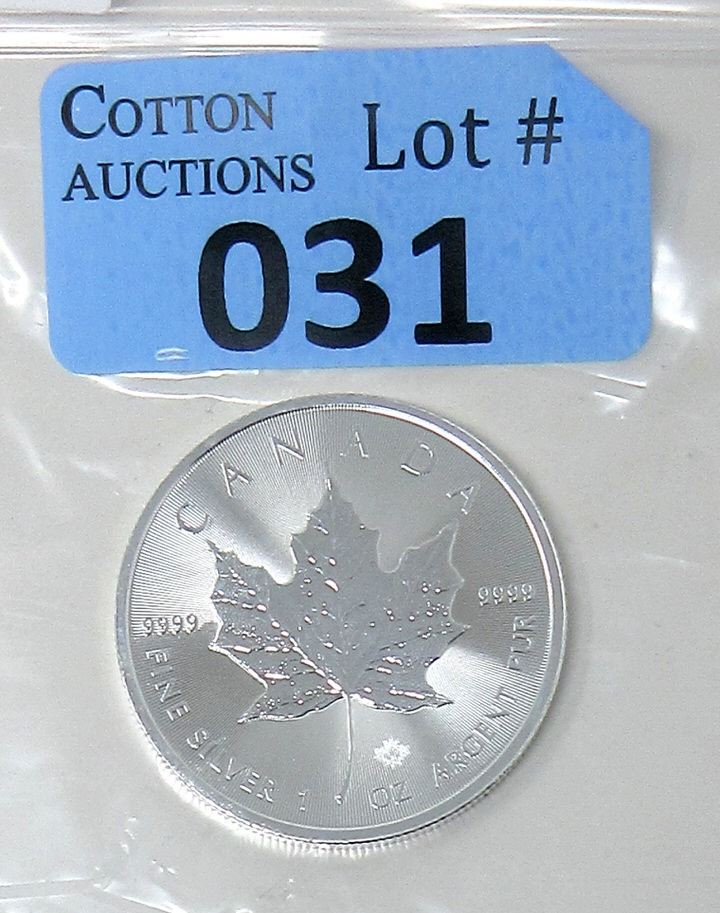 COTTON
AUCTIONS
Lot #
031
CANADA
9999
9999
FINE SILVER 1 OZ ARGENT PUR